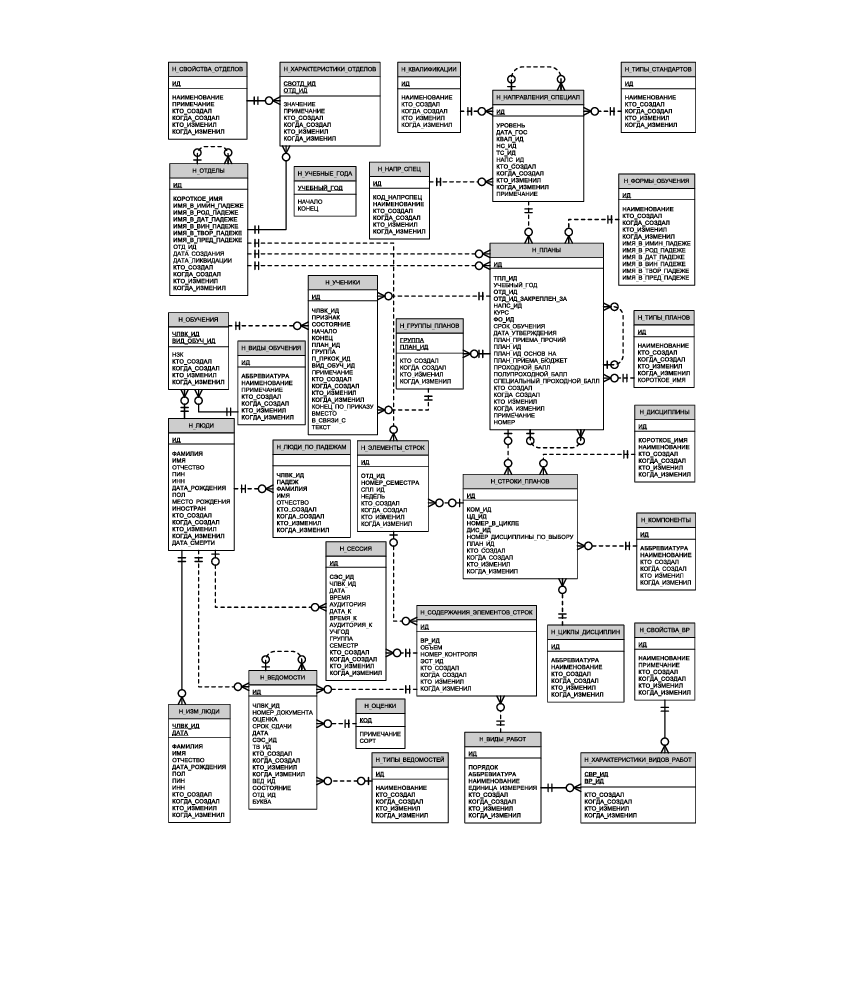 Н_СВОЙСТВА_ОТДЕЛОВ
ИД
НАИМЕНОВАНИЕ
ПРИМЕЧАНИЕ
КТО_СОЗДАЛ
КОГДА_СОЗДАЛ
КТО_ИЗМЕНИЛ
КОГДА_ИЗМЕНИЛ
Н_ХАРАКТЕРИСТИКИ_ОТДЕЛОВ
СВОТД_ИД
ОТД_ИД
ЗНАЧЕНИЕ
ПРИМЕЧАНИЕ
КТО_СОЗДАЛ
КОГДА_СОЗДАЛ
КТО_ИЗМЕНИЛ
КОГДА_ИЗМЕНИЛ
Н_КВАЛИФИКАЦИИ
ИД
НАИМЕНОВАНИЕ
КТО_СОЗДАЛ
КОГДА_СОЗДАЛ
КТО_ИЗМЕНИЛ
КОГДА_ИЗМЕНИЛ
Н_НАПРАВЛЕНИЯ_СПЕЦИАЛ
ИД
УРОВЕНЬ
ДАТА_ГОС
КВАЛ_ИД
НС_ИД
ТС_ИД
НАПС_ИД
КТО_СОЗДАЛ
КОГДА_СОЗДАЛ
КТО_ИЗМЕНИЛ
КОГДА_ИЗМЕНИЛ
ПРИМЕЧАНИЕ
Н_ТИПЫ_СТАНДАРТОВ
ИД
НАИМЕНОВАНИЕ
КТО_СОЗДАЛ
КОГДА_СОЗДАЛ
КТО_ИЗМЕНИЛ
КОГДА_ИЗМЕНИЛ
Н_ОТДЕЛЫ
ИД
КОРОТКОЕ_ИМЯ
ИМЯ_В_ИМИН_ПАДЕЖЕ
ИМЯ_В_РОД_ПАДЕЖЕ
ИМЯ_В_ДАТ_ПАДЕЖЕ
ИМЯ_В_ВИН_ПАДЕЖЕ
ИМЯ_В_ТВОР_ПАДЕЖЕ
ИМЯ_В_ПРЕД_ПАДЕЖЕ
ОТД_ИД
ДАТА_СОЗДАНИЯ
ДАТА_ЛИКВИДАЦИИ
КТО_СОЗДАЛ
КОГДА_СОЗДАЛ
КТО_ИЗМЕНИЛ
КОГДА_ИЗМЕНИЛ
Н_УЧЕБНЫЕ_ГОДА
УЧЕБНЫЙ_ГОД
НАЧАЛО
КОНЕЦ
Н_НАПР_СПЕЦ
ИД
КОД_НАПРСПЕЦ
НАИМЕНОВАНИЕ
КТО_СОЗДАЛ
КОГДА_СОЗДАЛ
КТО_ИЗМЕНИЛ
КОГДА_ИЗМЕНИЛ
Н_ФОРМЫ_ОБУЧЕНИЯ
ИД
НАИМЕНОВАНИЕ
КТО_СОЗДАЛ
КОГДА_СОЗДАЛ
КТО_ИЗМЕНИЛ
КОГДА_ИЗМЕНИЛ
ИМЯ_В_ИМИН_ПАДЕЖЕ
ИМЯ_В_РОД_ПАДЕЖЕ
ИМЯ_В_ДАТ_ПАДЕЖЕ
ИМЯ_В_ВИН_ПАДЕЖЕ
ИМЯ_В_ТВОР_ПАДЕЖЕ
ИМЯ_В_ПРЕД_ПАДЕЖЕ
Н_ПЛАНЫ
ИД
ТПЛ_ИД
УЧЕБНЫЙ_ГОД
ОТД_ИД
ОТД_ИД_ЗАКРЕПЛЕН_ЗА
НАПС_ИД
КУРС
ФО_ИД
СРОК_ОБУЧЕНИЯ
ДАТА_УТВЕРЖДЕНИЯ
ПЛАН_ПРИЕМА_ПРОЧИЙ
ПЛАН_ИД
ПЛАН_ИД_ОСНОВ_НА
ПЛАН_ПРИЕМА_БЮДЖЕТ
ПРОХОДНОЙ_БАЛЛ
ПОЛУПРОХОДНОЙ_БАЛЛ
СПЕЦИАЛЬНЫЙ_ПРОХОДНОЙ_БАЛЛ
КТО_СОЗДАЛ
КОГДА_СОЗДАЛ
КТО_ИЗМЕНИЛ
КОГДА_ИЗМЕНИЛ
ПРИМЕЧАНИЕ
НОМЕР
Н_УЧЕНИКИ
ИД
ЧЛВК_ИД
ПРИЗНАК
СОСТОЯНИЕ
НАЧАЛО
КОНЕЦ
ПЛАН_ИД
ГРУППА
П_ПРКОК_ИД
ВИД_ОБУЧ_ИД
ПРИМЕЧАНИЕ
КТО_СОЗДАЛ
КОГДА_СОЗДАЛ
КТО_ИЗМЕНИЛ
КОГДА_ИЗМЕНИЛ
КОНЕЦ_ПО_ПРИКАЗУ
ВМЕСТО
В_СВЯЗИ_С
ТЕКСТ
Н_ОБУЧЕНИЯ
ЧЛВК_ИД
ВИД_ОБУЧ_ИД
НЗК
КТО_СОЗДАЛ
КОГДА_СОЗДАЛ
КТО_ИЗМЕНИЛ
КОГДА_ИЗМЕНИЛ
Н_ВИДЫ_ОБУЧЕНИЯ
ИД
АББРЕВИАТУРА
НАИМЕНОВАНИЕ
ПРИМЕЧАНИЕ
КТО_СОЗДАЛ
КОГДА_СОЗДАЛ
КТО_ИЗМЕНИЛ
КОГДА_ИЗМЕНИЛ
Н_ГРУППЫ_ПЛАНОВ
ГРУППА
ПЛАН_ИД
КТО_СОЗДАЛ
КОГДА_СОЗДАЛ
КТО_ИЗМЕНИЛ
КОГДА_ИЗМЕНИЛ
Н_ТИПЫ_ПЛАНОВ
ИД
НАИМЕНОВАНИЕ
КТО_СОЗДАЛ
КОГДА_СОЗДАЛ
КТО_ИЗМЕНИЛ
КОГДА_ИЗМЕНИЛ
КОРОТКОЕ_ИМЯ
Н_ЛЮДИ
ИД
ФАМИЛИЯ
ИМЯ
ОТЧЕСТВО
ПИН
ИНН
ДАТА_РОЖДЕНИЯ
ПОЛ
МЕСТО_РОЖДЕНИЯ
ИНОСТРАН
КТО_СОЗДАЛ
КОГДА_СОЗДАЛ
КТО_ИЗМЕНИЛ
КОГДА_ИЗМЕНИЛ
ДАТА_СМЕРТИ
Н_ЛЮДИ_ПО_ПАДЕЖАМ
ЧЛВК_ИД
ПАДЕЖ
ФАМИЛИЯ
ИМЯ
ОТЧЕСТВО
КТО_СОЗДАЛ
КОГДА_СОЗДАЛ
КТО_ИЗМЕНИЛ
КОГДА_ИЗМЕНИЛ
Н_ЭЛЕМЕНТЫ_СТРОК
ИД
ОТД_ИД
НОМЕР_СЕМЕСТРА
СПЛ_ИД
НЕДЕЛЬ
КТО_СОЗДАЛ
КОГДА_СОЗДАЛ
КТО_ИЗМЕНИЛ
КОГДА_ИЗМЕНИЛ
Н_ДИСЦИПЛИНЫ
ИД
КОРОТКОЕ_ИМЯ
НАИМЕНОВАНИЕ
КТО_СОЗДАЛ
КОГДА_СОЗДАЛ
КТО_ИЗМЕНИЛ
КОГДА_ИЗМЕНИЛ
Н_СТРОКИ_ПЛАНОВ
ИД
КОМ_ИД
ЦД_ИД
НОМЕР_В_ЦИКЛЕ
ДИС_ИД
НОМЕР_ДИСЦИПЛИНЫ_ПО_ВЫБОРУ
ПЛАН_ИД
КТО_СОЗДАЛ
КОГДА_СОЗДАЛ
КТО_ИЗМЕНИЛ
КОГДА_ИЗМЕНИЛ
Н_КОМПОНЕНТЫ
ИД
АББРЕВИАТУРА
НАИМЕНОВАНИЕ
КТО_СОЗДАЛ
КОГДА_СОЗДАЛ
КТО_ИЗМЕНИЛ
КОГДА_ИЗМЕНИЛ
Н_СЕССИЯ
ИД
СЭС_ИД
ЧЛВК_ИД
ДАТА
ВРЕМЯ
АУДИТОРИЯ
ДАТА_К
ВРЕМЯ_К
АУДИТОРИЯ_К
УЧГОД
ГРУППА
СЕМЕСТР
КТО_СОЗДАЛ
КОГДА_СОЗДАЛ
КТО_ИЗМЕНИЛ
КОГДА_ИЗМЕНИЛ
Н_СОДЕРЖАНИЯ_ЭЛЕМЕНТОВ_СТРОК
ИД
ВР_ИД
ОБЪЕМ
НОМЕР_КОНТРОЛЯ
ЭСТ_ИД
КТО_СОЗДАЛ
КОГДА_СОЗДАЛ
КТО_ИЗМЕНИЛ
КОГДА_ИЗМЕНИЛ
Н_ЦИКЛЫ_ДИСЦИПЛИН
ИД
АББРЕВИАТУРА
НАИМЕНОВАНИЕ
КТО_СОЗДАЛ
КОГДА_СОЗДАЛ
КТО_ИЗМЕНИЛ
КОГДА_ИЗМЕНИЛ
Н_СВОЙСТВА_ВР
ИД
НАИМЕНОВАНИЕ
ПРИМЕЧАНИЕ
КТО_СОЗДАЛ
КОГДА_СОЗДАЛ
КТО_ИЗМЕНИЛ
КОГДА_ИЗМЕНИЛ
Н_ВЕДОМОСТИ
ИД
ЧЛВК_ИД
НОМЕР_ДОКУМЕНТА
ОЦЕНКА
СРОК_СДАЧИ
ДАТА
СЭС_ИД
ТВ_ИД
КТО_СОЗДАЛ
КОГДА_СОЗДАЛ
КТО_ИЗМЕНИЛ
КОГДА_ИЗМЕНИЛ
ВЕД_ИД
СОСТОЯНИЕ
ОТД_ИД
БУКВА
Н_ИЗМ_ЛЮДИ
ЧЛВК_ИД
ДАТА
ФАМИЛИЯ
ИМЯ
ОТЧЕСТВО
ДАТА_РОЖДЕНИЯ
ПОЛ
ПИН
ИНН
КТО_СОЗДАЛ
КОГДА_СОЗДАЛ
КТО_ИЗМЕНИЛ
КОГДА_ИЗМЕНИЛ
Н_ОЦЕНКИ
КОД
ПРИМЕЧАНИЕ
СОРТ
Н_ТИПЫ_ВЕДОМОСТЕЙ
ИД
НАИМЕНОВАНИЕ
КТО_СОЗДАЛ
КОГДА_СОЗДАЛ
КТО_ИЗМЕНИЛ
КОГДА_ИЗМЕНИЛ
Н_ВИДЫ_РАБОТ
ИД
ПОРЯДОК
АББРЕВИАТУРА
НАИМЕНОВАНИЕ
ЕДИНИЦА_ИЗМЕРЕНИЯ
КТО_СОЗДАЛ
КОГДА_СОЗДАЛ
КТО_ИЗМЕНИЛ
КОГДА_ИЗМЕНИЛ
Н_ХАРАКТЕРИСТИКИ_ВИДОВ_РАБОТ
СВР_ИД
ВР_ИД
КТО_СОЗДАЛ
КОГДА_СОЗДАЛ
КТО_ИЗМЕНИЛ
КОГДА_ИЗМЕНИЛ